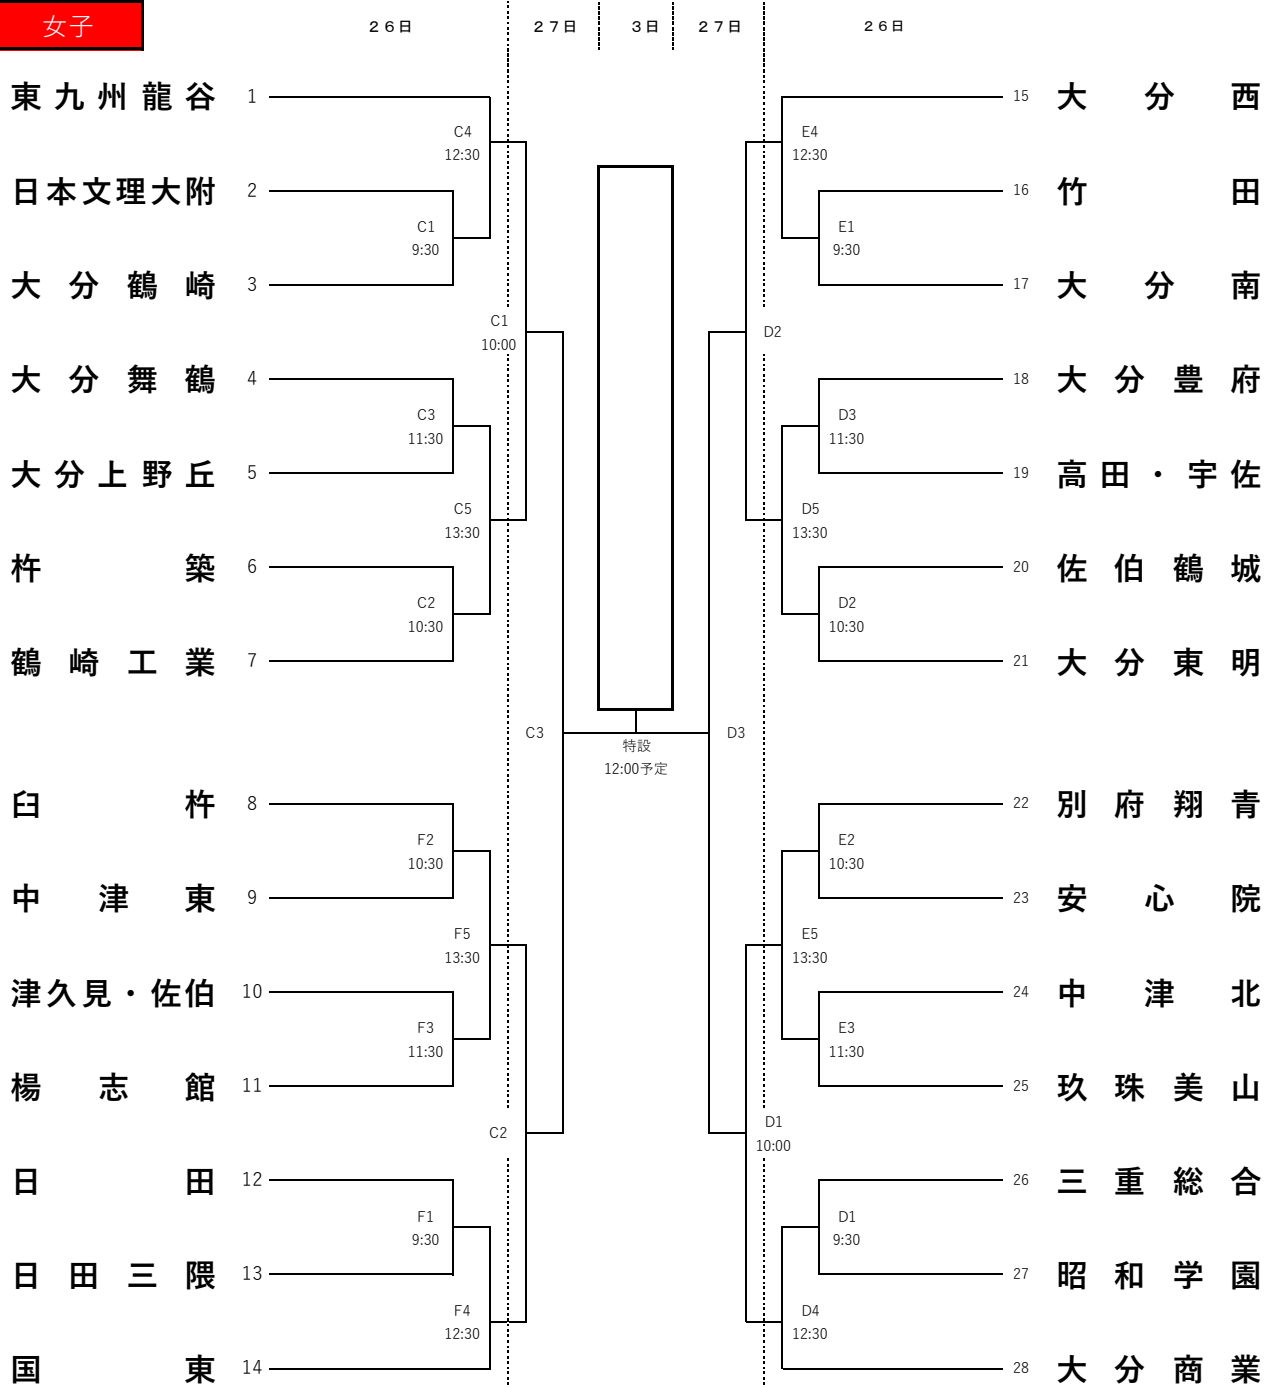 女子
２６日 ２７日 ３日 ２７日 ２６日
東九州龍谷 1
C4
12:30
日本文理大附 2
C1
9:30
大分鶴崎 3
C1
10:00
大分舞鶴 4
C3
11:30
大分上野丘 5
C5
13:30
杵築 6
C2
10:30
鶴崎工業 7
C3
臼杵 8
F2
10:30
中津東 9
F5
13:30
津久見・佐伯 10
F3
11:30
楊志館 11
C2
日田 12
F1
9:30
日田三隈 13
F4
12:30
国東 14
特設
12:00予定
15 大分西
E4
12:30
16 竹田
E1
9:30
17 大分南
D2
18 大分豊府
D3
11:30
19 高田・宇佐
D5
13:30
20 佐伯鶴城
D2
10:30
21 大分東明
D3
22 別府翔青
E2
10:30
23 安心院
E5
13:30
24 中津北
E3
11:30
25 玖珠美山
D1
10:00
26 三重総合
D1
9:30
27 昭和学園
D4
12:30
28 大分商業